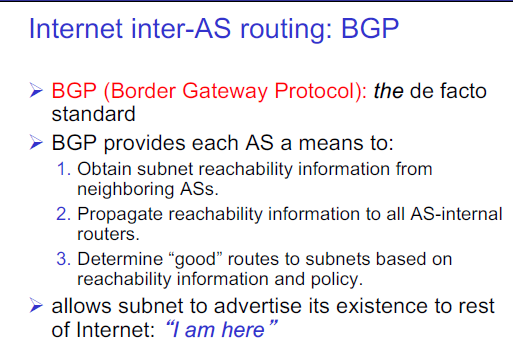 Internet inter-AS routing: BGP
➢ BGP (Border Gateway Protocol): the de facto
standard
➢ BGP provides each AS a means to:
1. Obtain subnet reachability information from
neighboring ASs.
2. Propagate reachability information to all AS-internal
routers.
3. Determine “good” routes to subnets based on
reachability information and policy.
➢ allows subnet to advertise its existence to rest
of Internet: “I am here”